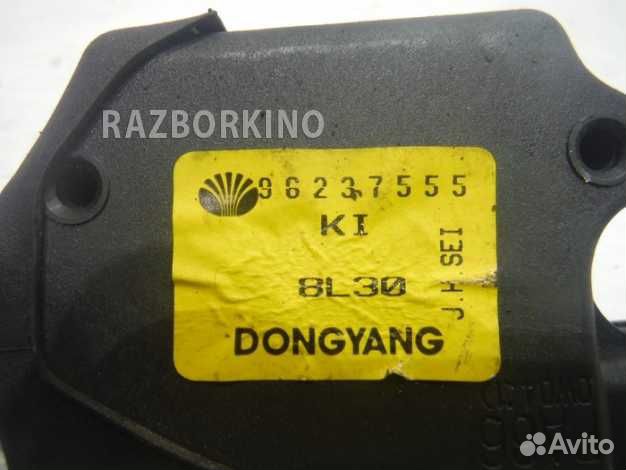 RAZBORKINO
96237555
KI
8L30
J.H.SEI
DONGYANG
Avito